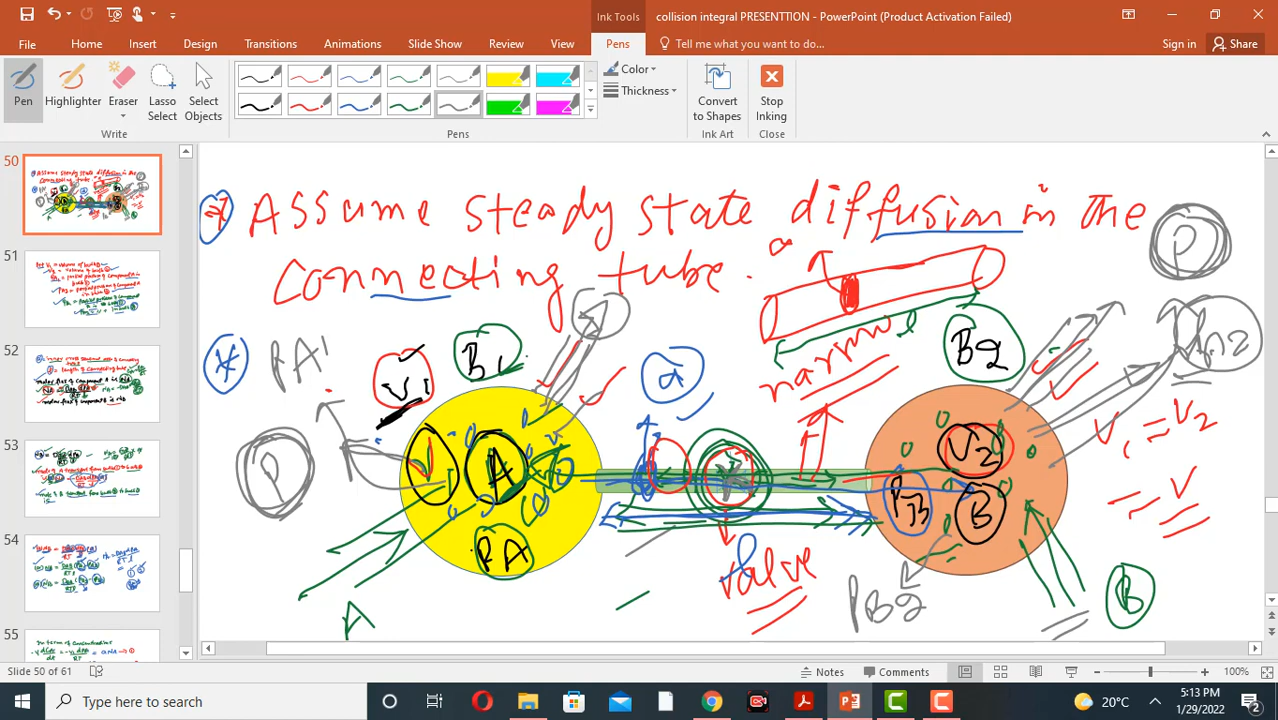 Ink Tools
collision integral PRESENTTION - PowerPoint (Product Activation Failed)
File Home Insert Design Transitions Animations Slide Show Review View Pens Tell me what you want to do... Sign in Share
Pen Highlighter Eraser Lasso Select Select Objects
Color
Thickness
Convert to Shapes
Stop Inking
Write Pens Ink Art Close
50
51
52
53
54
55
Assume steady state diffusion in the
connecting tube.
P
PA1
V1
B1
a
narrow
l
B2
PA2
V1 = V2
= V
P
A
V2
PB
B
PA
valve
A
PB2
B
Slide 50 of 61
Notes Comments 100%
Type here to search
20°C
5:13 PM
1/29/2022
2